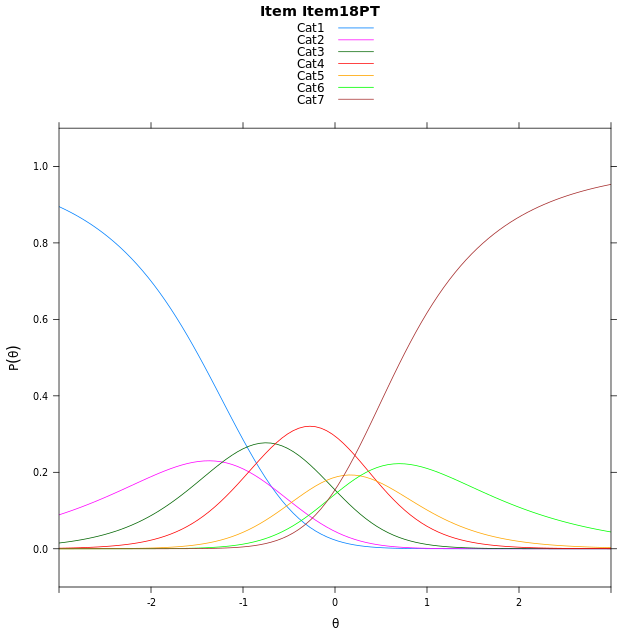 Item Item18PT
Cat1
Cat2
Cat3
Cat4
Cat5
Cat6
Cat7
1.0
0.8
0.6
0.4
0.2
0.0
P(θ)
-2 -1 0 1 2
θ